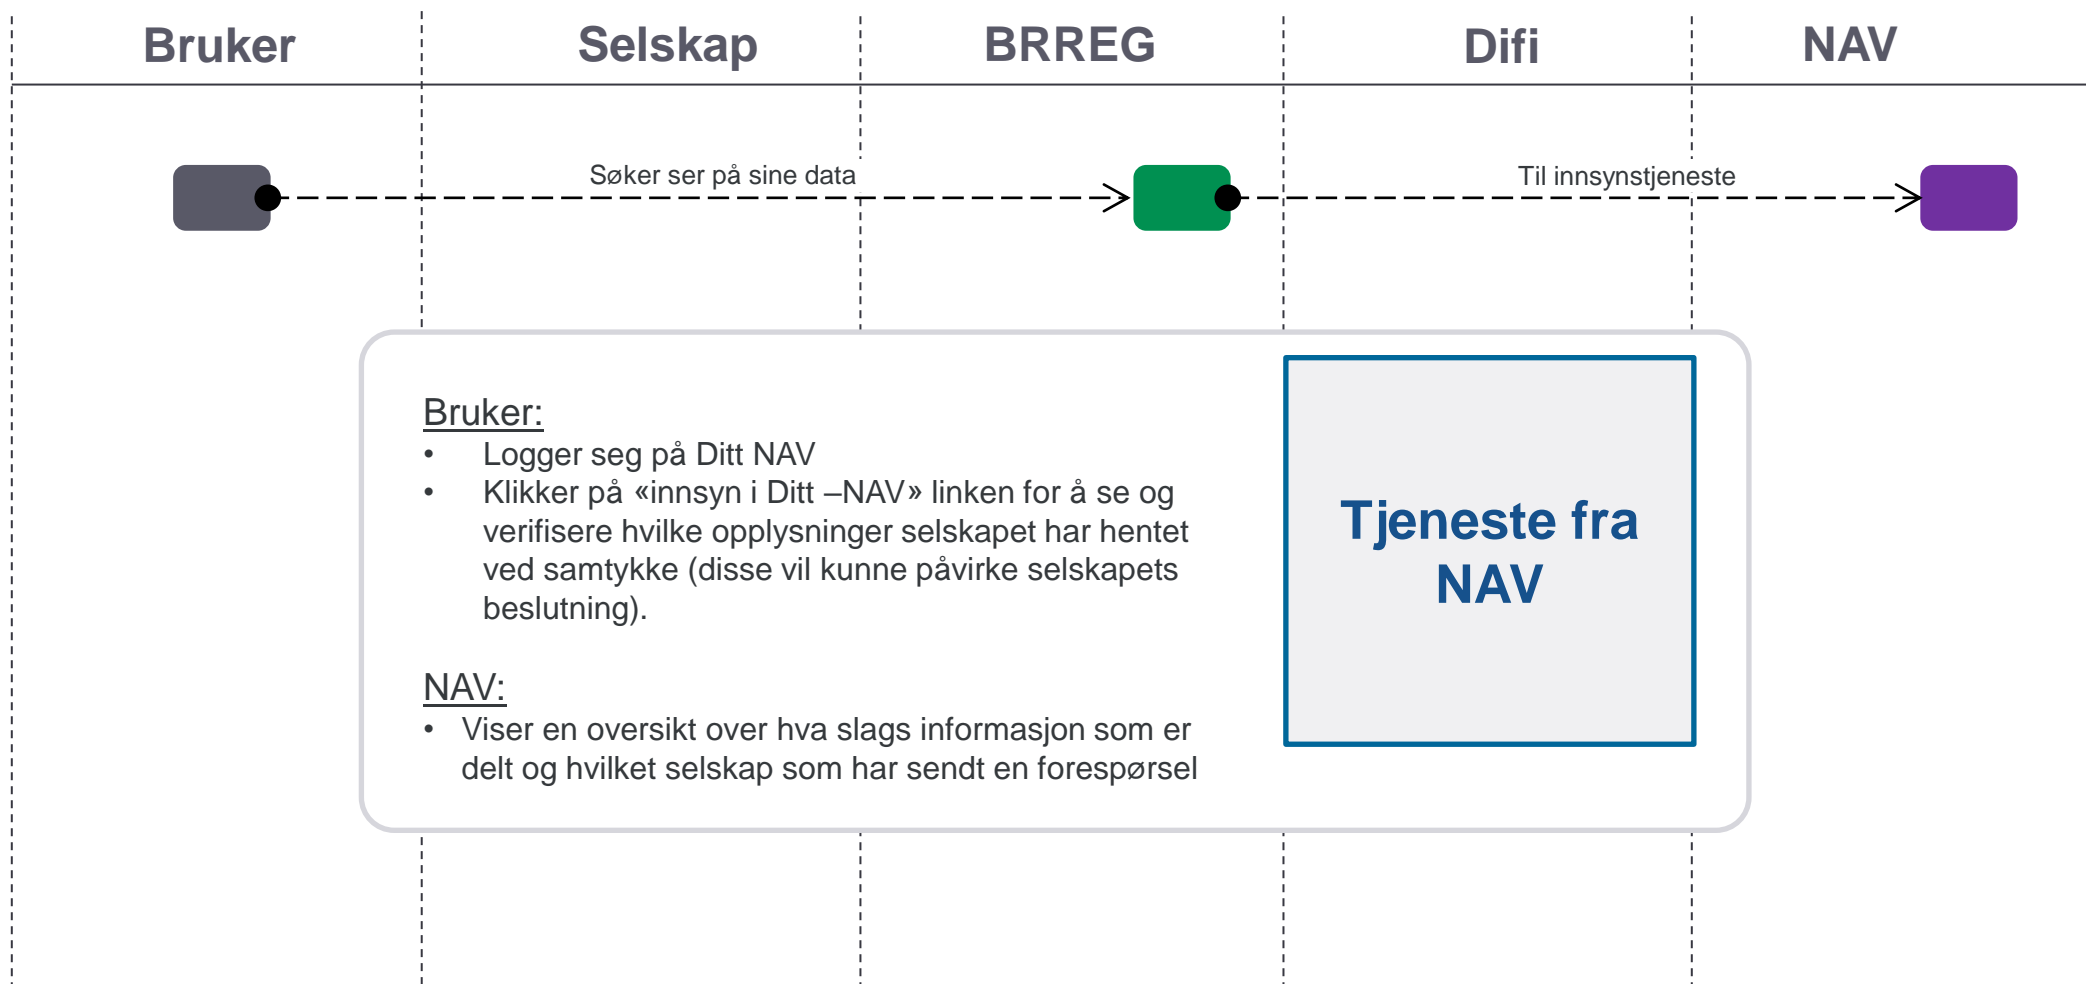 Bruker
Selskap
BRREG
Difi
NAV
Søker ser på sine data
Til innsynstjeneste
Bruker:
• Logger seg på Ditt NAV
• Klikker på «innsyn i Ditt –NAV» linken for å se og
verifisere hvilke opplysninger selskapet har hentet
ved samtykke (disse vil kunne påvirke selskapets
beslutning).
NAV:
• Viser en oversikt over hva slags informasjon som er
delt og hvilket selskap som har sendt en forespørsel
Tjeneste fra
NAV